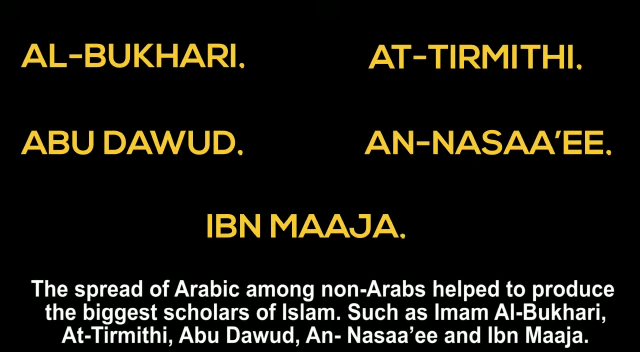 AL-BUKHARI.
AT-TIRMITHI.
ABU DAWUD.
AN-NASAA'EE.
IBN MAAJA.
The spread of Arabic among non-Arabs helped to produce
the biggest scholars of Islam. Such as Imam Al-Bukhari,
At-Tirmithi, Abu Dawud, An- Nasaa'ee and Ibn Maaja.